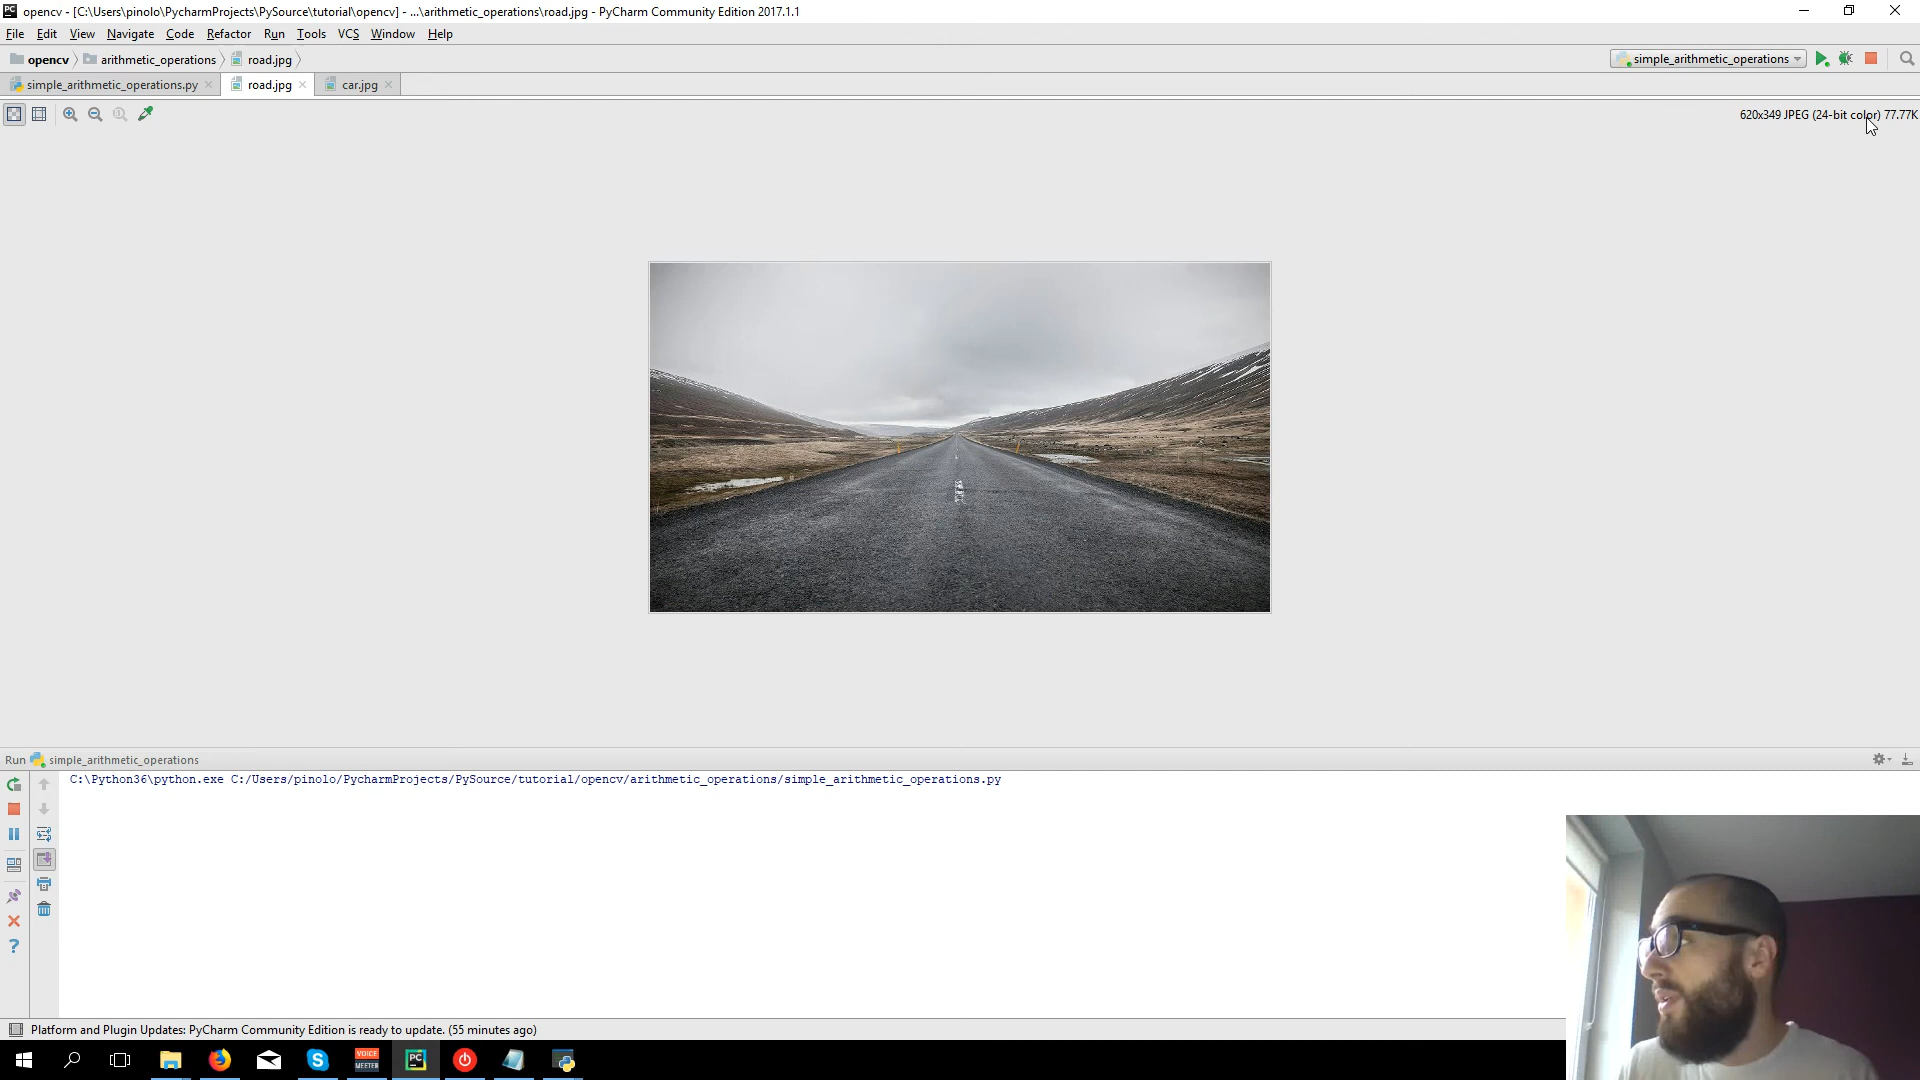 opencv - [C:\Users\pinolo\PycharmProjects\PySource\tutorial\opencv] - ...\arithmetic_operations\road.jpg - PyCharm Community Edition 2017.1.1
File Edit View Navigate Code Refactor Run Tools VCS Window Help
opencv arithmetic_operations road.jpg simple_arithmetic_operations
simple_arithmetic_operations.py road.jpg car.jpg
620x349 JPEG (24-bit color) 77.77K
Run simple_arithmetic_operations
C:\Python36\python.exe C:/Users/pinolo/PycharmProjects/PySource/tutorial/opencv/arithmetic_operations/simple_arithmetic_operations.py
Platform and Plugin Updates: PyCharm Community Edition is ready to update. (55 minutes ago)
VOICE
MEETER
PC